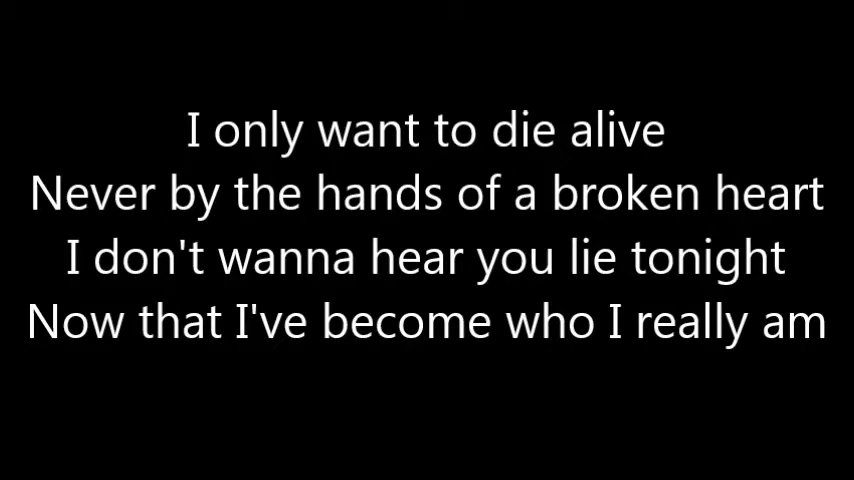 I only want to die alive
Never by the hands of a broken heart
I don't wanna hear you lie tonight
Now that I've become who I really am